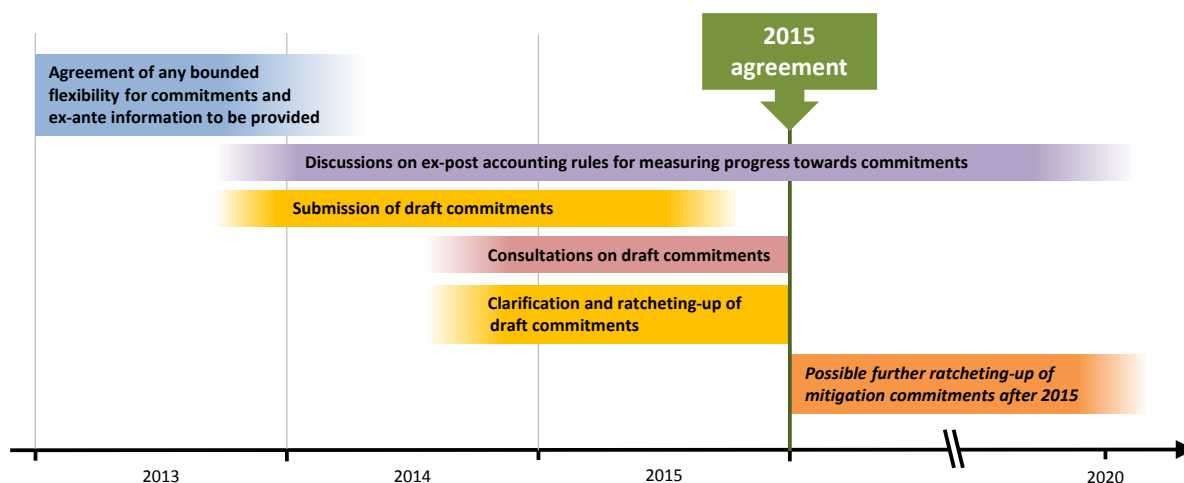 2015
agreement
Agreement of any bounded
flexibility for commitments and
ex-ante information to be provided
Discussions on ex-post accounting rules for measuring progress towards commitments
Submission of draft commitments
Consultations on draft commitments
Clarification and ratcheting-up of
draft commitments
Possible further ratcheting-up of
mitigation commitments after 2015
2013
2014
2015
2020